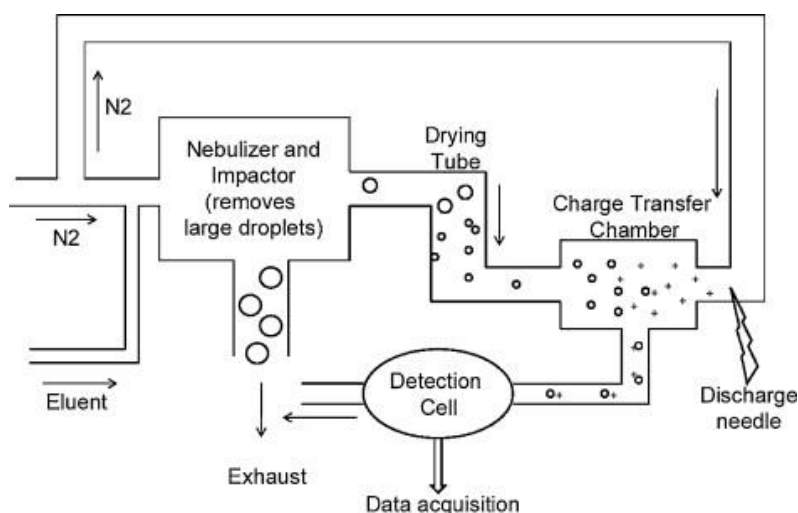 N2
Nebulizer and
Impactor
(removes
large droplets)
Drying
Tube
Charge Transfer
Chamber
N2
Eluent
Detection
Cell
Discharge
needle
Exhaust
Data acquisition